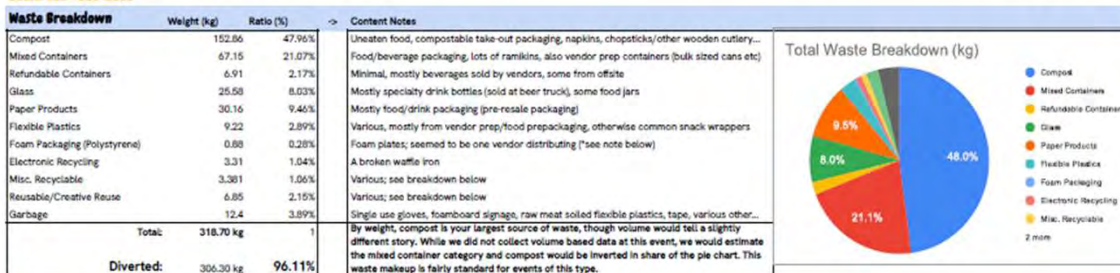 Waste Breakdown Weight (kg) Ratio (%) -> Content Notes
Compost 152.86 47.96% Uneaten food, compostable take-out packaging, napkins, chopsticks/other wooden cutlery...
Mixed Containers 67.15 21.07% Food/beverage packaging, lots of ramikins, also vendor prep containers (bulk sized cans etc)
Refundable Containers 6.91 2.17% Minimal, mostly beverages sold by vendors, some from offsite
Glass 25.58 8.03% Mostly specialty drink bottles (sold at beer truck), some food jars
Paper Products 30.16 9.46% Mostly food/drink packaging (pre-resale packaging)
Flexible Plastics 9.22 2.89% Various, mostly from vendor prep/food prepackaging, otherwise common snack wrappers
Foam Packaging (Polystyrene) 0.88 0.28% Foam plates; seemed to be one vendor distributing (*see note below)
Electronic Recycling 3.31 1.04% A broken waffle iron
Misc. Recyclable 3.381 1.06% Various; see breakdown below
Reusable/Creative Reuse 6.85 2.15% Various; see breakdown below
Garbage 12.4 3.89% Single use gloves, foamboard signage, raw meat soiled flexible plastics, tape, various other...
Total: 318.70 kg 1
Diverted: 306.30 kg 96.11%
By weight, compost is your largest source of waste, though volume would tell a slightly
different story. While we did not collect volume based data at this event, we would estimate
the mixed container category and compost would be inverted in share of the pie chart. This
waste makeup is fairly standard for events of this type.
Total Waste Breakdown (kg)
9.5%
8.0%
48.0%
21.1%
Compost
Mixed Containers
Refundable Container
Glass
Paper Products
Flexible Plastics
Foam Packaging
Electronic Recycling
Misc. Recyclable
2 more